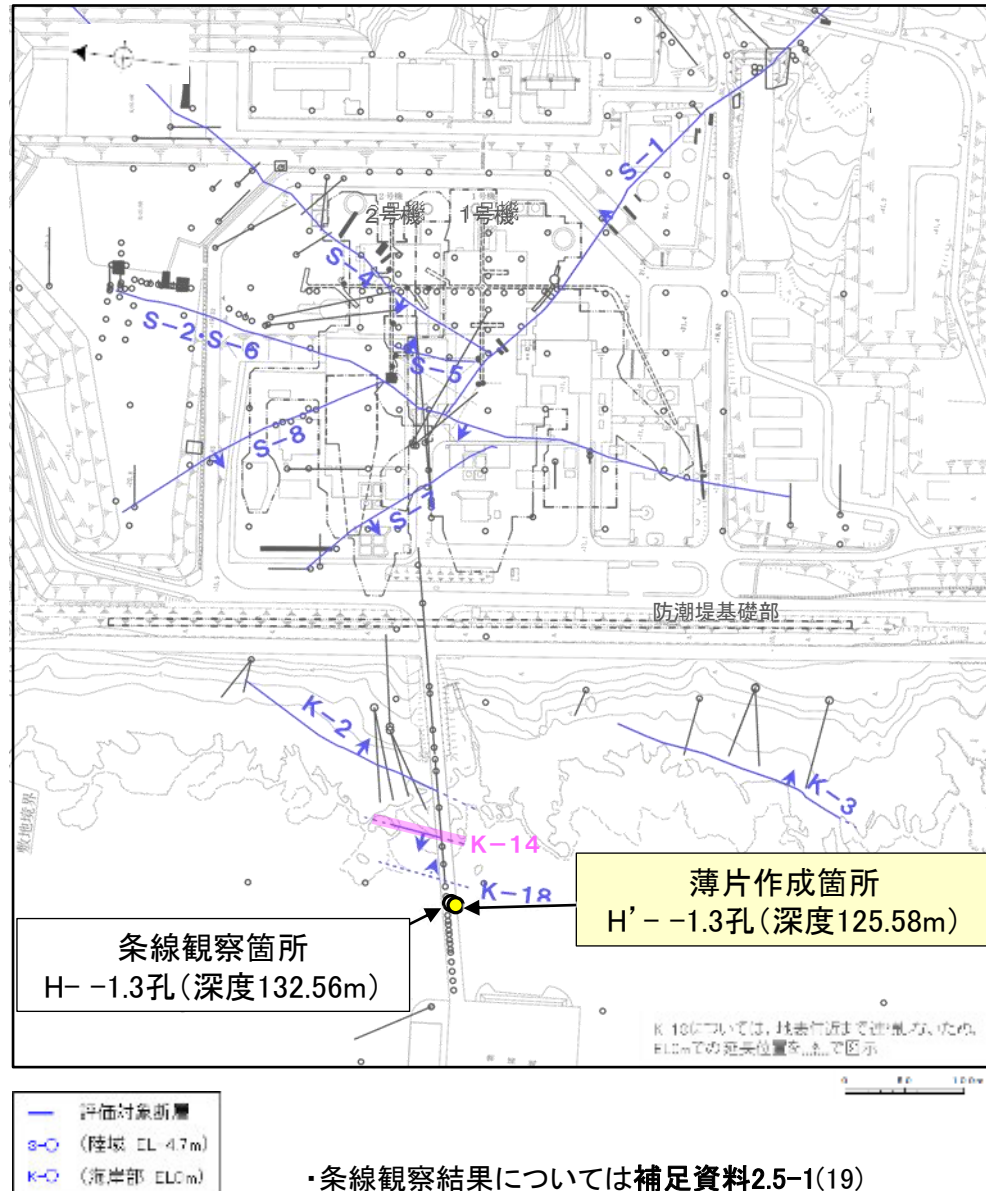 2号機
1号機
S-1
S-4
S-2・S-6
S-5
S-8
S-7
防潮堤基礎部
K-2
K-3
敷地境界
K-14
K-18
薄片作成箇所
H’- -1.3孔(深度125.58m)
条線観察箇所
H- -1.3孔(深度132.56m)
評価対象断層
S-○ (陸域 EL-4.7m)
K-○ (海岸部 EL0m)
・条線観察結果については補足資料2.5-1(19)